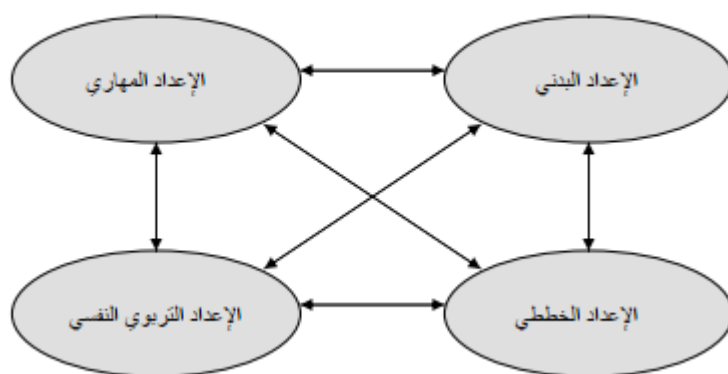 الإعداد البدني
الإعداد المهاري
الإعداد الخططي
الإعداد التربوي النفسي